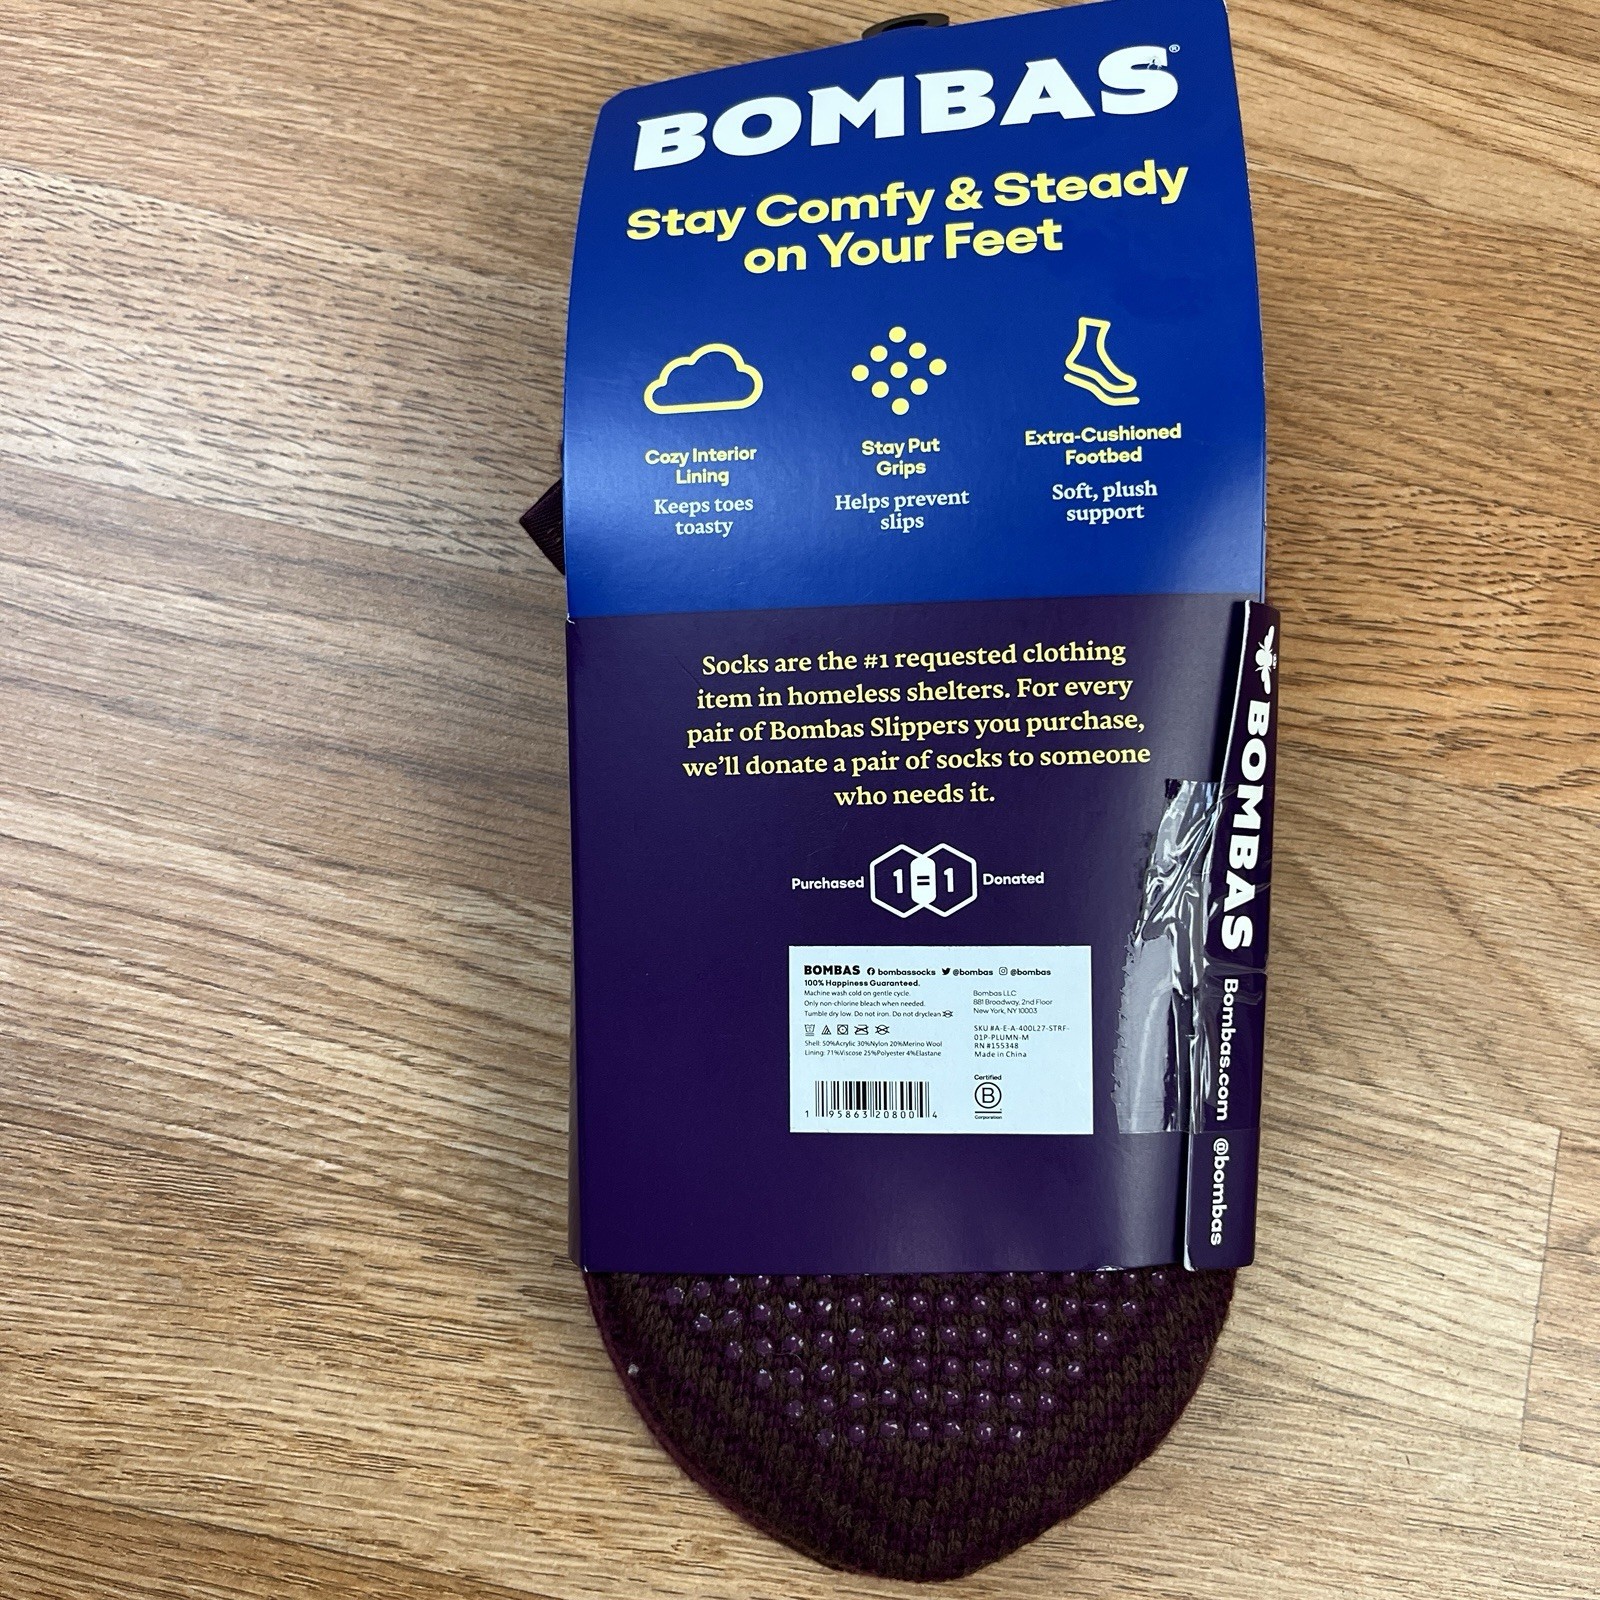 BOMBAS®
Stay Comfy & Steady
on Your Feet
Cozy Interior
Lining
Keeps toes
toasty
Stay Put
Grips
Helps prevent
slips
Extra-Cushioned
Footbed
Soft, plush
support
Socks are the #1 requested clothing
item in homeless shelters. For every
pair of Bombas Slippers you purchase,
we'll donate a pair of socks to someone
who needs it.
Purchased 1=1 Donated
BOMBAS bombassocks @bombas @bombas
100% Happiness Guaranteed.
Machine wash cold on gentle cycle.
Only non-chlorine bleach when needed.
Tumble dry low. Do not iron. Do not dryclean
Shell: 50%Acrylic 30%Nylon 20%Merino Wool
Lining: 71%Viscose 25%Polyester 4%Elastane
1 95863 20800 4
Bombas LLC
881 Broadway, 2nd Floor
New York, NY 10003
SKU #A-E-A-400L27-STRF-
01P-PLUMN-M
RN #155348
Made in China
Certified
B
Corporation
BOMBAS Bombas.com @bombas